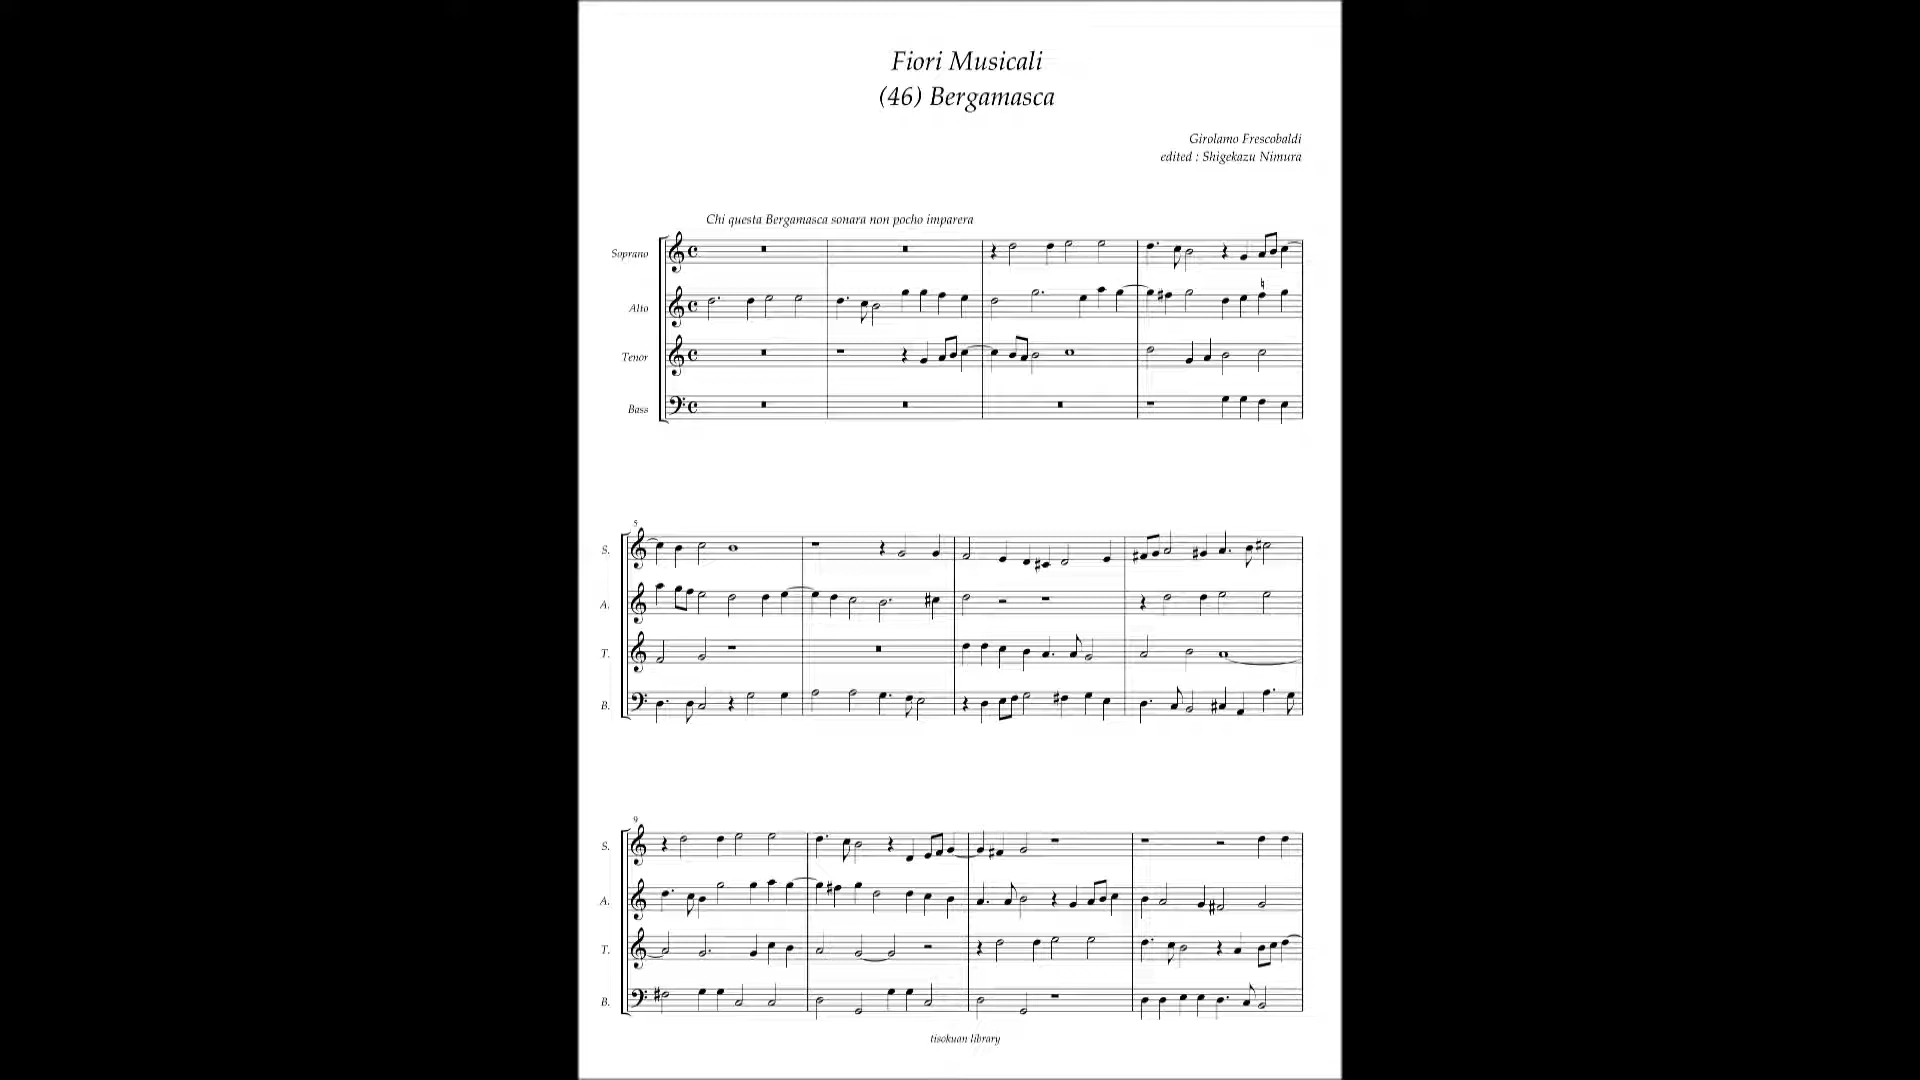 Fiori Musicali
(46) Bergamasca
Girolamo Frescobaldi
edited : Shigekazu Nimura
Chi questa Bergamasca sonara non pocho imparera
Soprano
Alto
Tenor
Bass
5
S.
A.
T.
B.
9
S.
A.
T.
B.
tisokuan library